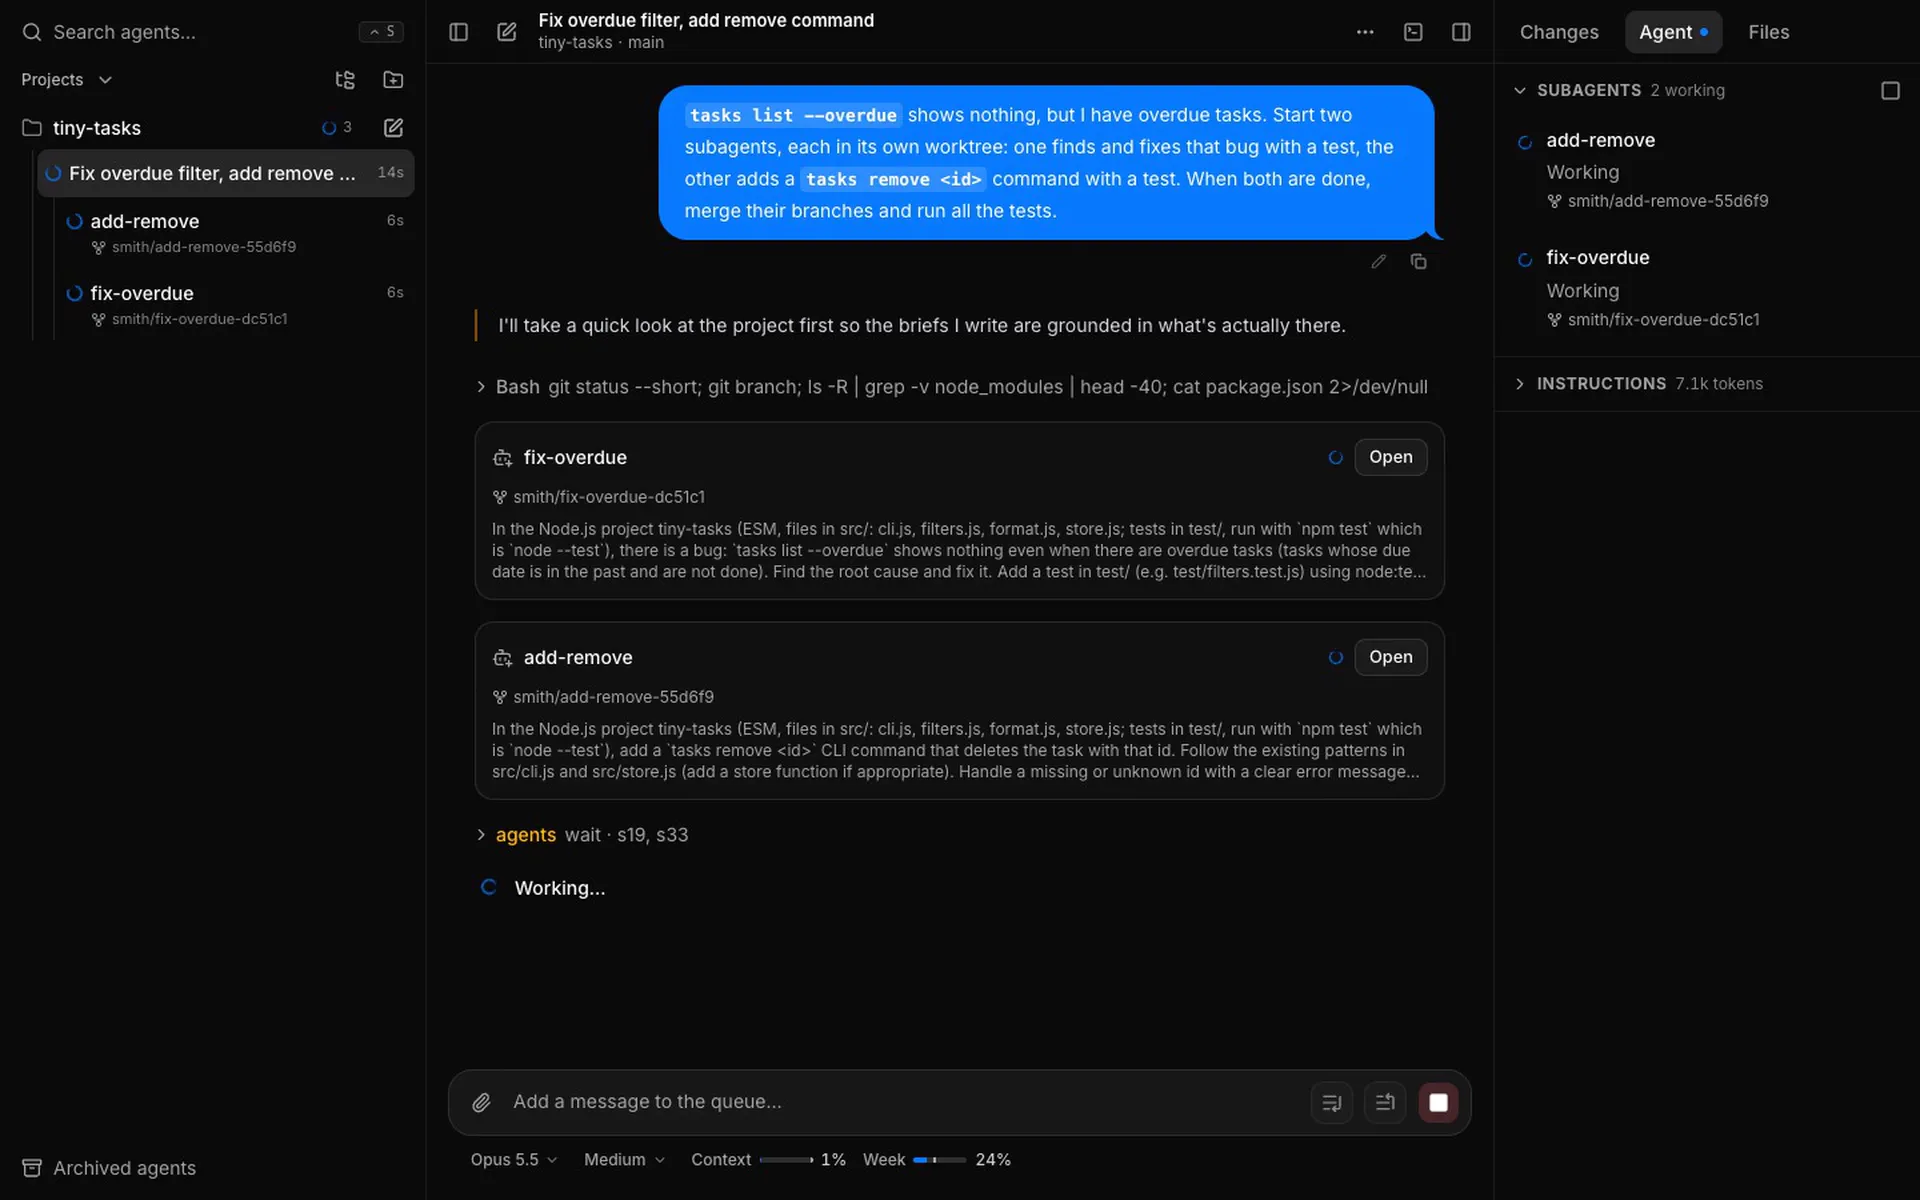 Search agents...
^ S
Projects
tiny-tasks
3
Fix overdue filter, add remove ...
14s
add-remove
6s
smith/add-remove-55d6f9
fix-overdue
6s
smith/fix-overdue-dc51c1
Archived agents
Fix overdue filter, add remove command
tiny-tasks · main
tasks list --overdue shows nothing, but I have overdue tasks. Start two
subagents, each in its own worktree: one finds and fixes that bug with a test, the
other adds a tasks remove <id> command with a test. When both are done,
merge their branches and run all the tests.
I'll take a quick look at the project first so the briefs I write are grounded in what's actually there.
Bash git status --short; git branch; ls -R | grep -v node_modules | head -40; cat package.json 2>/dev/null
fix-overdue
Open
smith/fix-overdue-dc51c1
In the Node.js project tiny-tasks (ESM, files in src/: cli.js, filters.js, format.js, store.js; tests in test/, run with `npm test` which
is `node --test`), there is a bug: `tasks list --overdue` shows nothing even when there are overdue tasks (tasks whose due
date is in the past and are not done). Find the root cause and fix it. Add a test in test/ (e.g. test/filters.test.js) using node:te...
add-remove
Open
smith/add-remove-55d6f9
In the Node.js project tiny-tasks (ESM, files in src/: cli.js, filters.js, format.js, store.js; tests in test/, run with `npm test` which
is `node --test`), add a `tasks remove <id>` CLI command that deletes the task with that id. Follow the existing patterns in
src/cli.js and src/store.js (add a store function if appropriate). Handle a missing or unknown id with a clear error message...
agents wait · s19, s33
Working...
Add a message to the queue...
Opus 5.5
Medium
Context
1%
Week
24%
Changes
Agent
Files
SUBAGENTS 2 working
add-remove
Working
smith/add-remove-55d6f9
fix-overdue
Working
smith/fix-overdue-dc51c1
INSTRUCTIONS 7.1k tokens